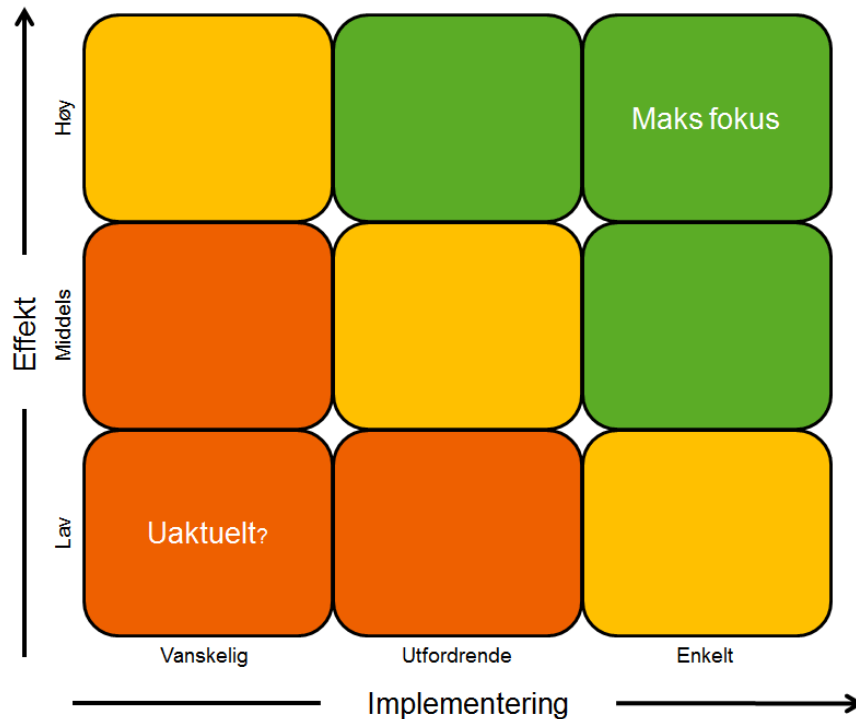 Effekt
Høy
Maks fokus
Middels
Lav
Uaktuelt?
Vanskelig
Utfordrende
Enkelt
Implementering